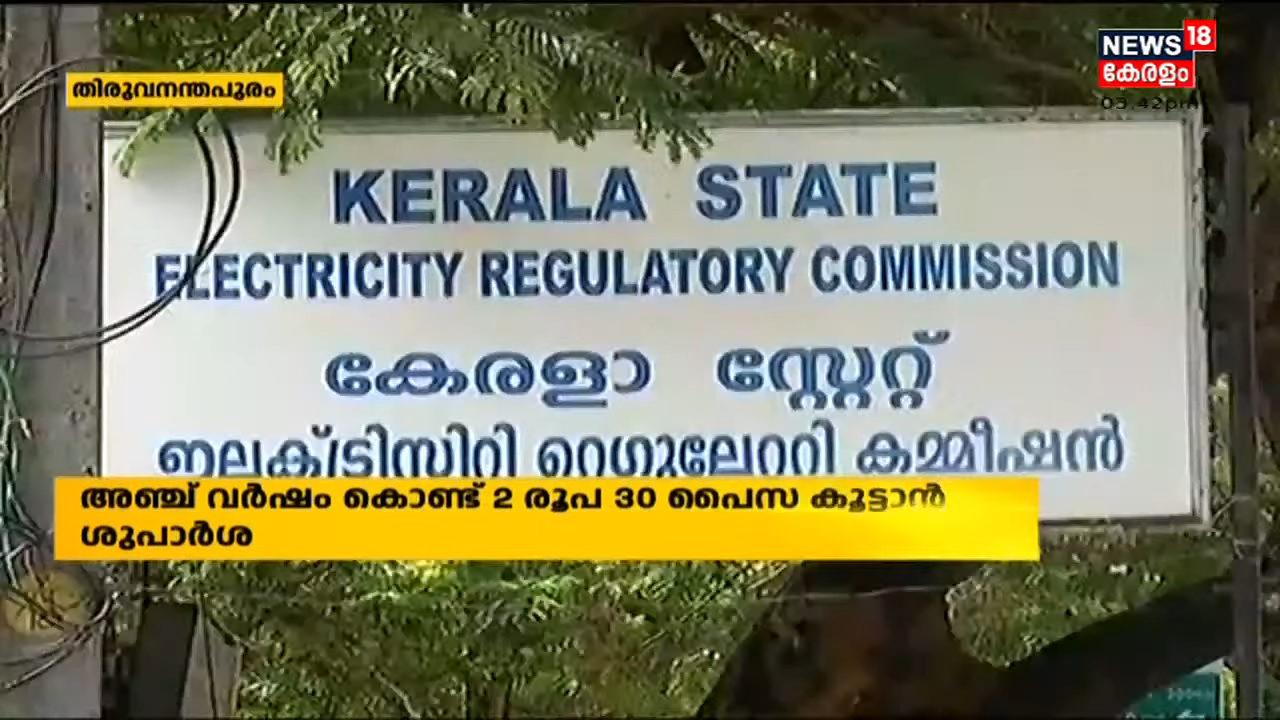 NEWS 18
കേരളം
തിരുവനന്തപുരം
KERALA STATE
ELECTRICITY REGULATORY COMMISSION
കേരളാ സ്റ്റേറ്റ്
ഇലക്ട്രിസിറ്റി റെഗുലേറ്ററി കമ്മീഷൻ
അഞ്ച് വർഷം കൊണ്ട് 2 രൂപ 30 പൈസ കൂട്ടാൻ
ശുപാർശ